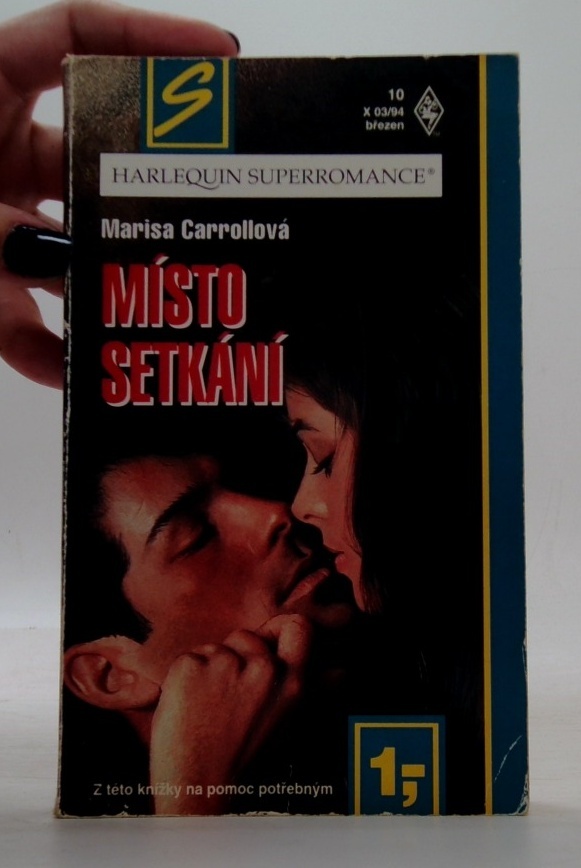 S
10
X 03/94
březen
HARLEQUIN SUPERROMANCE®
Marisa Carrollová
MÍSTO
SETKÁNÍ
Z této knížky na pomoc potřebným
1,-